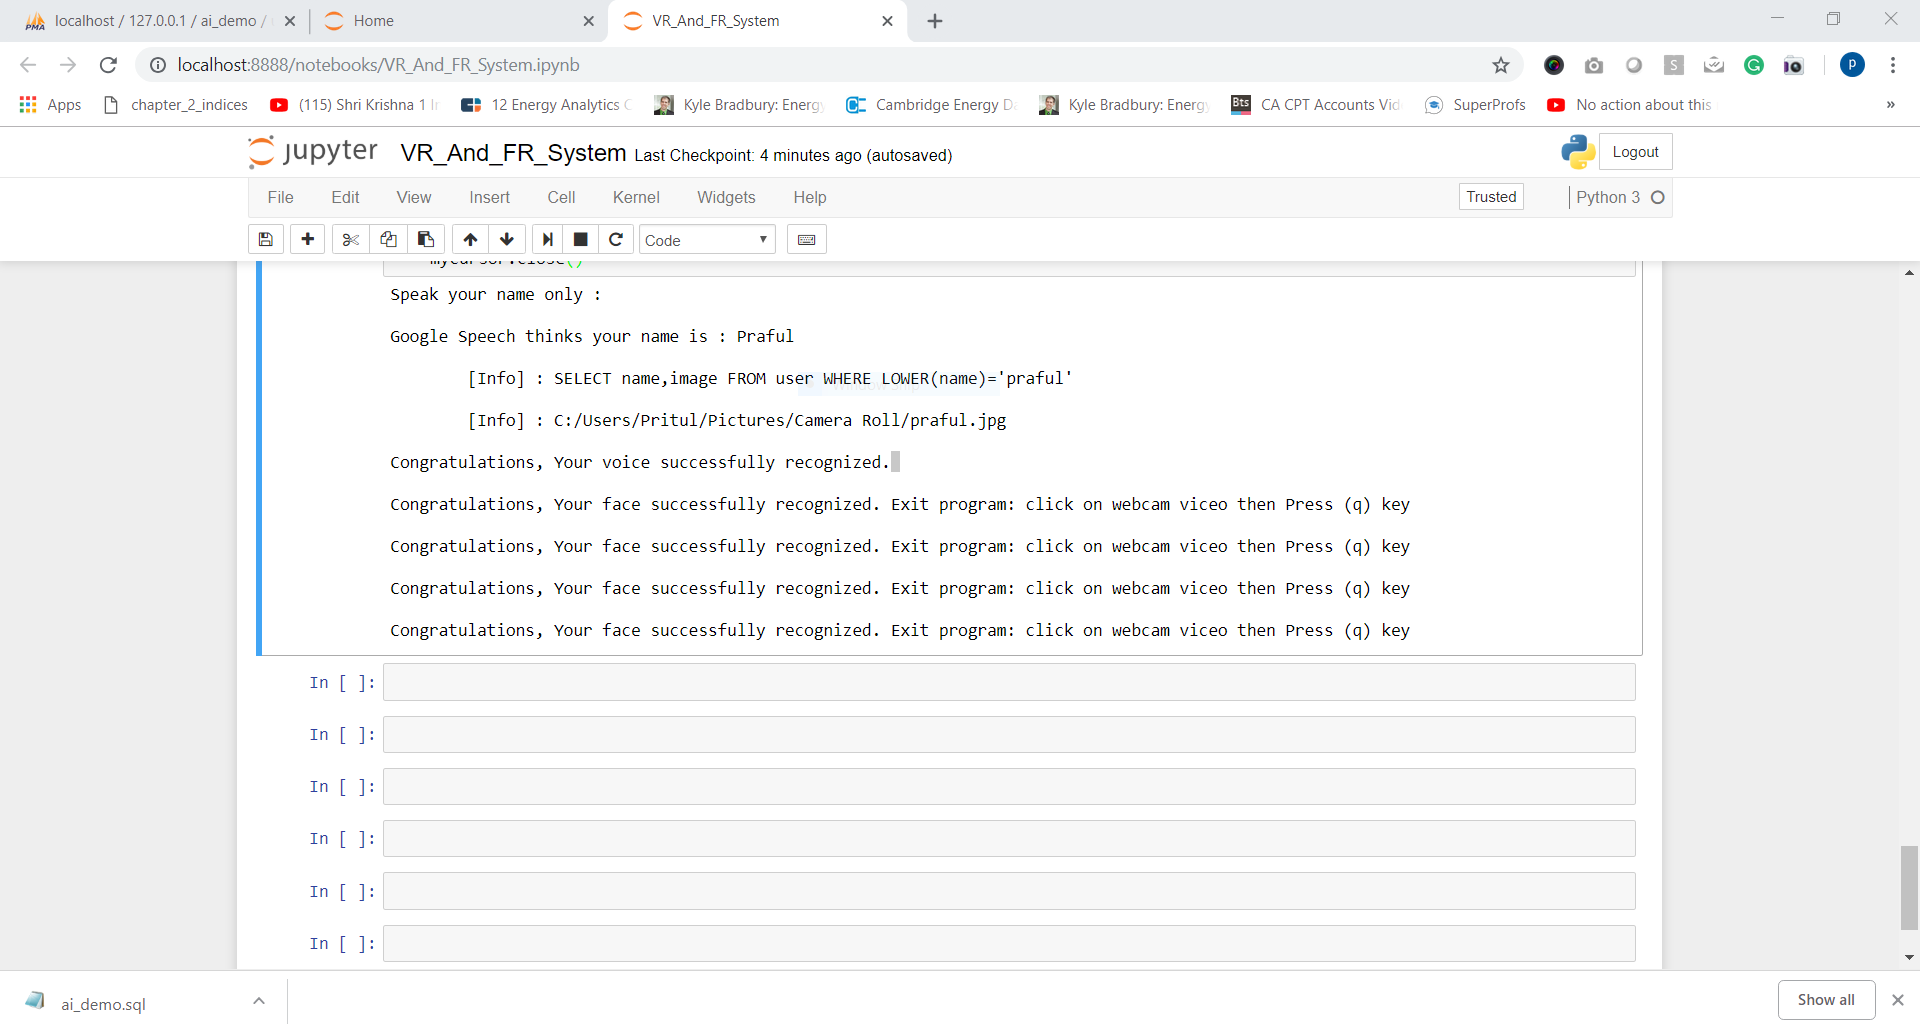 PMA localhost / 127.0.0.1 / ai_demo / Home VR_And_FR_System
localhost:8888/notebooks/VR_And_FR_System.ipynb S G P
Apps chapter_2_indices (115) Shri Krishna 1 12 Energy Analytics Kyle Bradbury: Energy Cambridge Energy Kyle Bradbury: Energy Bts CA CPT Accounts Vid SuperProfs No action about this »
jupyter VR_And_FR_System Last Checkpoint: 4 minutes ago (autosaved) Logout
File Edit View Insert Cell Kernel Widgets Help Trusted Python 3
Code
mycursor.close()
Speak your name only :
Google Speech thinks your name is : Praful
[Info] : SELECT name,image FROM user WHERE LOWER(name)='praful'
[Info] : C:/Users/Pritul/Pictures/Camera Roll/praful.jpg
Congratulations, Your voice successfully recognized.
Congratulations, Your face successfully recognized. Exit program: click on webcam viceo then Press (q) key
Congratulations, Your face successfully recognized. Exit program: click on webcam viceo then Press (q) key
Congratulations, Your face successfully recognized. Exit program: click on webcam viceo then Press (q) key
Congratulations, Your face successfully recognized. Exit program: click on webcam viceo then Press (q) key
In [ ]:
In [ ]:
In [ ]:
In [ ]:
In [ ]:
In [ ]:
ai_demo.sql Show all